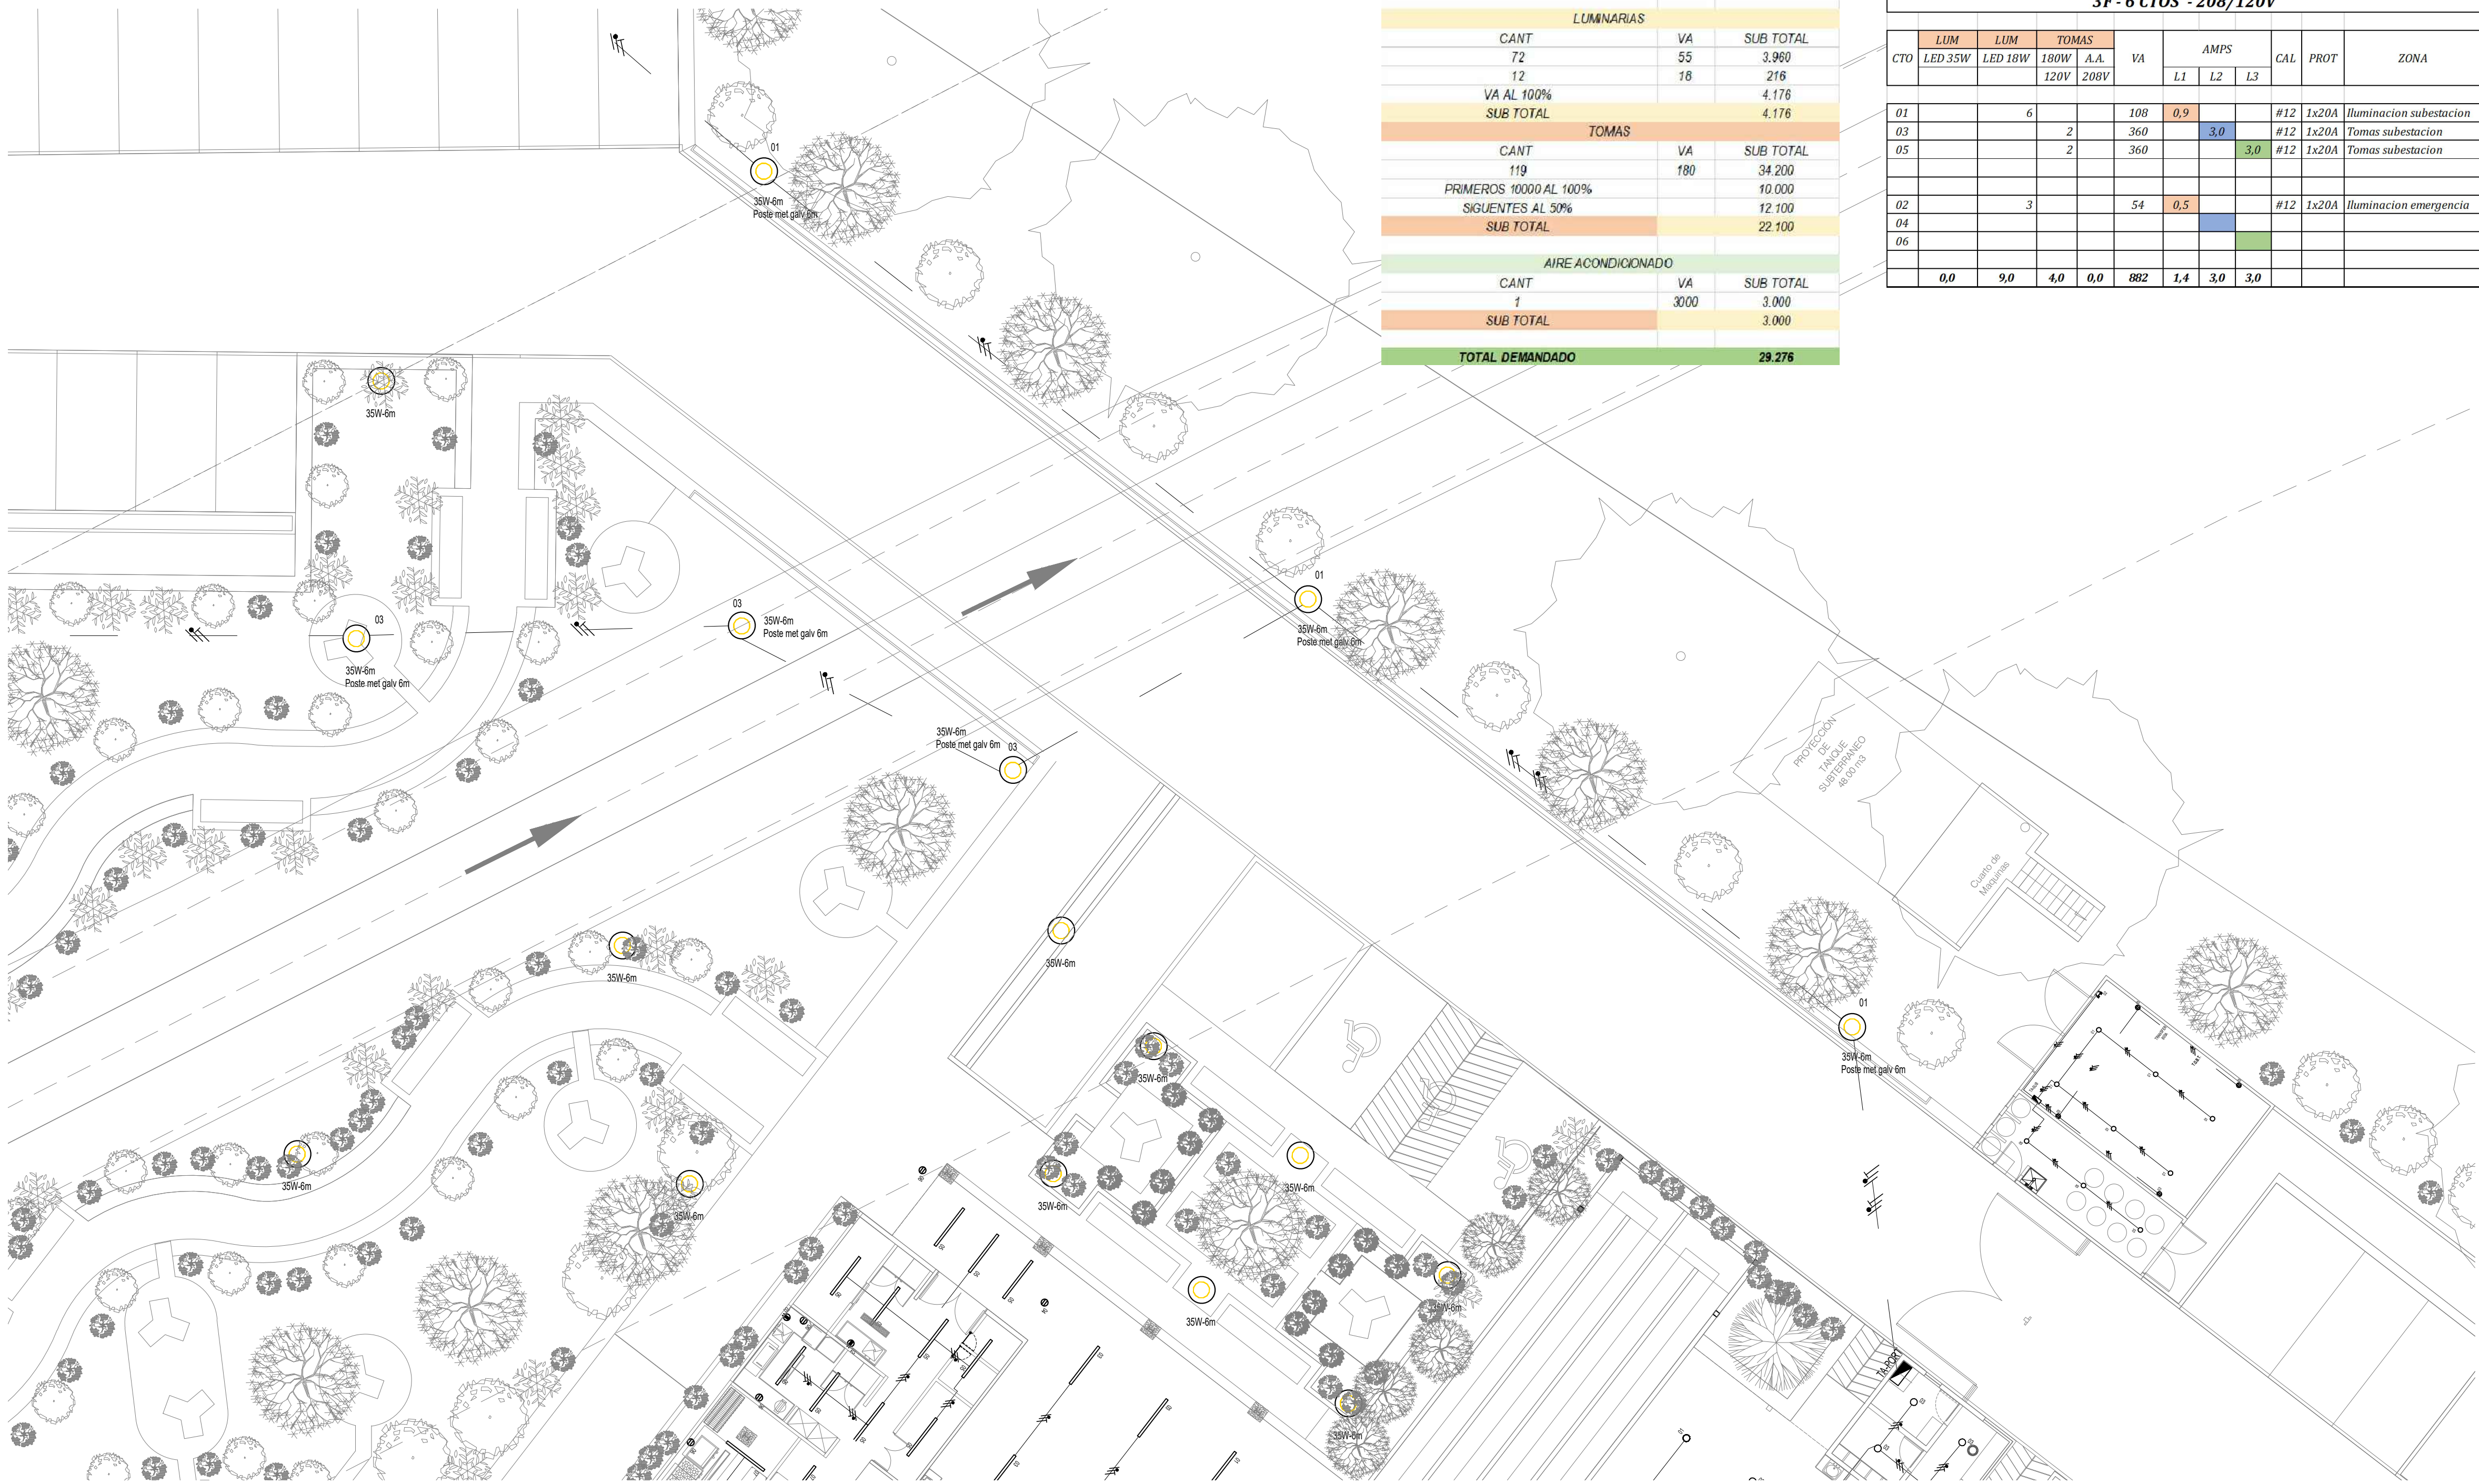 LUMINARIAS
CANT VA SUB TOTAL
72 55 3.960
12 18 216
VA AL 100% 4.176
SUB TOTAL 4.176
TOMAS
CANT VA SUB TOTAL
119 180 34.200
PRIMEROS 10000 AL 100% 10.000
SIGUENTES AL 50% 12.100
SUB TOTAL 22.100
AIRE ACONDICIONADO
CANT VA SUB TOTAL
1 3000 3.000
SUB TOTAL 3.000
TOTAL DEMANDADO 29.276
3F - 6 CTOS - 208/120V
CTO LUM LUM TOMAS VA AMPS CAL PROT ZONA
LED 35W LED 18W 180W A.A.
120V 208V L1 L2 L3
01 6 108 0,9 #12 1x20A Iluminacion subestacion
03 2 360 3,0 #12 1x20A Tomas subestacion
05 2 360 3,0 #12 1x20A Tomas subestacion
02 3 54 0,5 #12 1x20A Iluminacion emergencia
04
06
0,0 9,0 4,0 0,0 882 1,4 3,0 3,0
01
35W-6m
Poste met galv 6m
35W-6m
03
35W-6m
Poste met galv 6m
03
35W-6m
Poste met galv 6m
01
35W-6m
Poste met galv 6m
35W-6m
Poste met galv 6m 03
PROYECCION
DE
TANQUE
SUBTERRANEO
48.00 m3
Cuarto de
Maquinas
35W-6m
35W-6m
01
35W-6m
Poste met galv 6m
35W-6m
35W-6m
35W-6m
35W-6m
35W-6m
35W-6m
35W-6m
35W-6m
TA-PORT